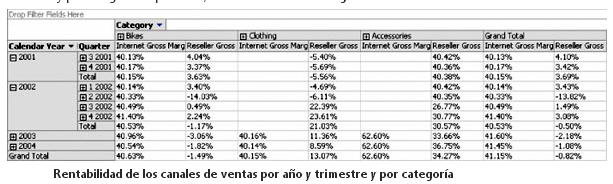 Drop Filter Fields Here
Category
Bikes Clothing Accessories Grand Total
Calendar Year Quarter Internet Gross Marg Reseller Gross Internet Gross Marg Reseller Gross Internet Gross Marg Reseller Gross Internet Gross Marg Reseller Gross
2001 3 2001 40.13% 4.04% -5.40% 40.42% 40.13% 4.10%
4 2001 40.17% 3.37% -5.69% 40.36% 40.17% 3.42%
Total 40.15% 3.63% -5.56% 40.38% 40.15% 3.69%
2002 1 2002 40.14% 3.40% -4.69% 40.42% 40.14% 3.43%
2 2002 40.33% -14.03% -6.11% 40.35% 40.33% -13.82%
3 2002 40.49% 0.49% 22.39% 26.77% 40.49% 1.49%
4 2002 41.40% 2.24% 23.61% 30.77% 41.40% 3.08%
Total 40.53% -1.17% 21.03% 30.57% 40.53% -0.50%
2003 40.96% -3.06% 40.16% 11.36% 62.60% 33.66% 41.60% -2.18%
2004 40.54% -1.82% 40.14% 8.59% 62.60% 36.75% 41.45% -1.08%
Grand Total 40.63% -1.49% 40.15% 13.07% 62.60% 34.27% 41.15% -0.82%
Rentabilidad de los canales de ventas por año y trimestre y por categoría